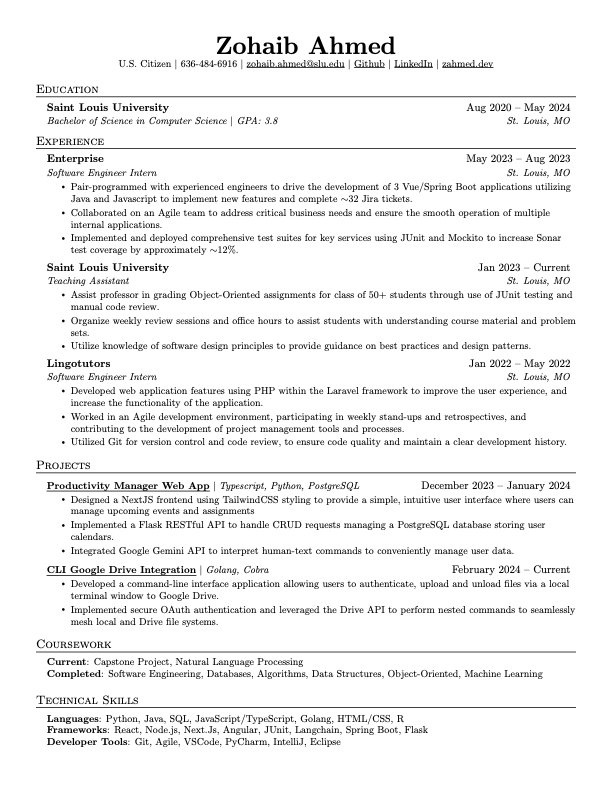 Zohaib Ahmed
U.S. Citizen | 636-484-6916 | zohaib.ahmed@slu.edu | Github | LinkedIn | zahmed.dev
Education
Saint Louis University Aug 2020 – May 2024
Bachelor of Science in Computer Science | GPA: 3.8 St. Louis, MO
Experience
Enterprise May 2023 – Aug 2023
Software Engineer Intern St. Louis, MO
• Pair-programmed with experienced engineers to drive the development of 3 Vue/Spring Boot applications utilizing
Java and Javascript to implement new features and complete ~32 Jira tickets.
• Collaborated on an Agile team to address critical business needs and ensure the smooth operation of multiple
internal applications.
• Implemented and deployed comprehensive test suites for key services using JUnit and Mockito to increase Sonar
test coverage by approximately ~12%.
Saint Louis University Jan 2023 – Current
Teaching Assistant St. Louis, MO
• Assist professor in grading Object-Oriented assignments for class of 50+ students through use of JUnit testing and
manual code review.
• Organize weekly review sessions and office hours to assist students with understanding course material and problem
sets.
• Utilize knowledge of software design principles to provide guidance on best practices and design patterns.
Lingotutors Jan 2022 – May 2022
Software Engineer Intern St. Louis, MO
• Developed web application features using PHP within the Laravel framework to improve the user experience, and
increase the functionality of the application.
• Worked in an Agile development environment, participating in weekly stand-ups and retrospectives, and
contributing to the development of project management tools and processes.
• Utilized Git for version control and code review, to ensure code quality and maintain a clear development history.
Projects
Productivity Manager Web App | Typescript, Python, PostgreSQL December 2023 – January 2024
• Designed a NextJS frontend using TailwindCSS styling to provide a simple, intuitive user interface where users can
manage upcoming events and assignments
• Implemented a Flask RESTful API to handle CRUD requests managing a PostgreSQL database storing user
calendars.
• Integrated Google Gemini API to interpret human-text commands to conveniently manage user data.
CLI Google Drive Integration | Golang, Cobra February 2024 – Current
• Developed a command-line interface application allowing users to authenticate, upload and unload files via a local
terminal window to Google Drive.
• Implemented secure OAuth authentication and leveraged the Drive API to perform nested commands to seamlessly
mesh local and Drive file systems.
Coursework
Current: Capstone Project, Natural Language Processing
Completed: Software Engineering, Databases, Algorithms, Data Structures, Object-Oriented, Machine Learning
Technical Skills
Languages: Python, Java, SQL, JavaScript/TypeScript, Golang, HTML/CSS, R
Frameworks: React, Node.js, Next.Js, Angular, JUnit, Langchain, Spring Boot, Flask
Developer Tools: Git, Agile, VSCode, PyCharm, IntelliJ, Eclipse